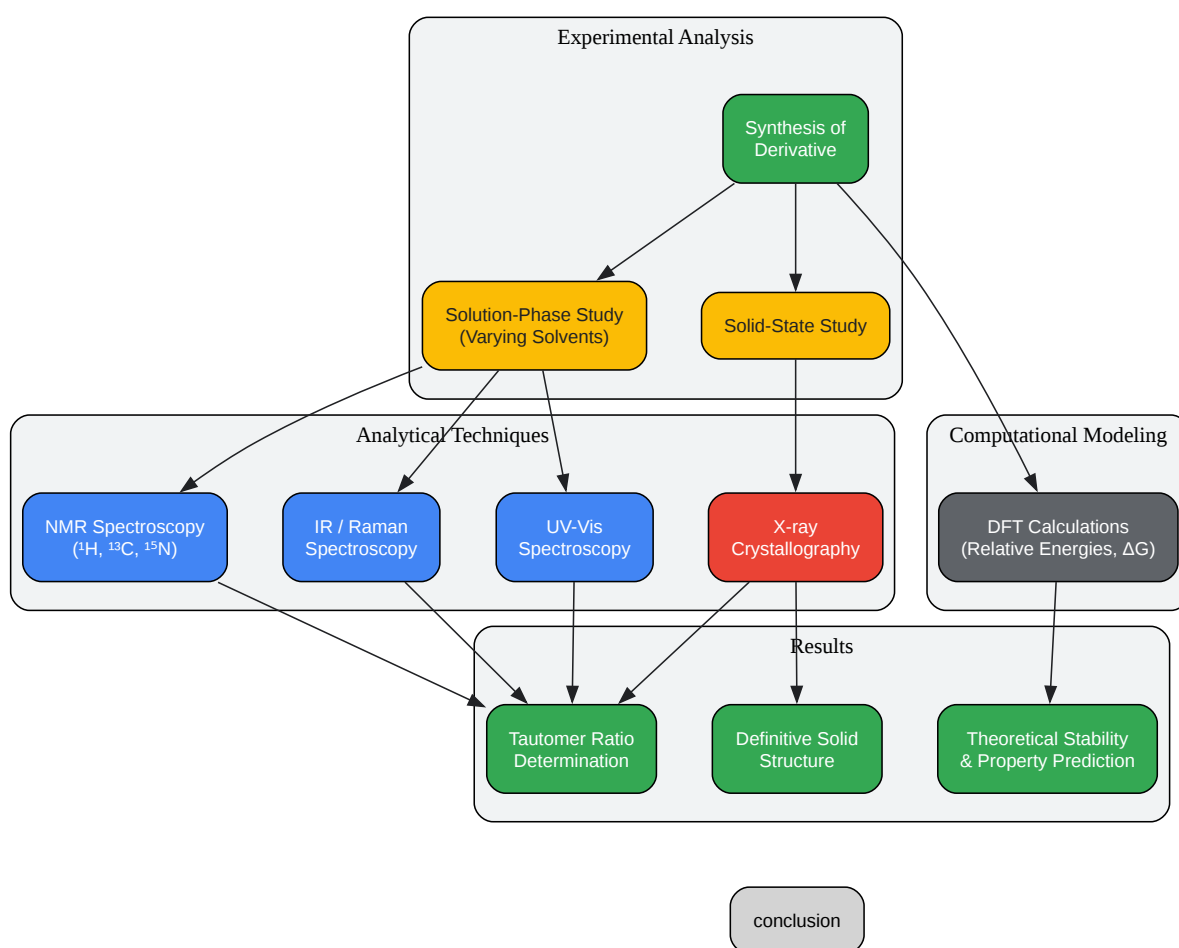 Experimental Analysis
Synthesis of
Derivative
Solution-Phase Study
(Varying Solvents)
Solid-State Study
Analytical Techniques
Computational Modeling
NMR Spectroscopy
(¹H, ¹³C, ¹⁵N)
IR / Raman
Spectroscopy
UV-Vis
Spectroscopy
X-ray
Crystallography
DFT Calculations
(Relative Energies, ΔG)
Results
Tautomer Ratio
Determination
Definitive Solid
Structure
Theoretical Stability
& Property Prediction
conclusion